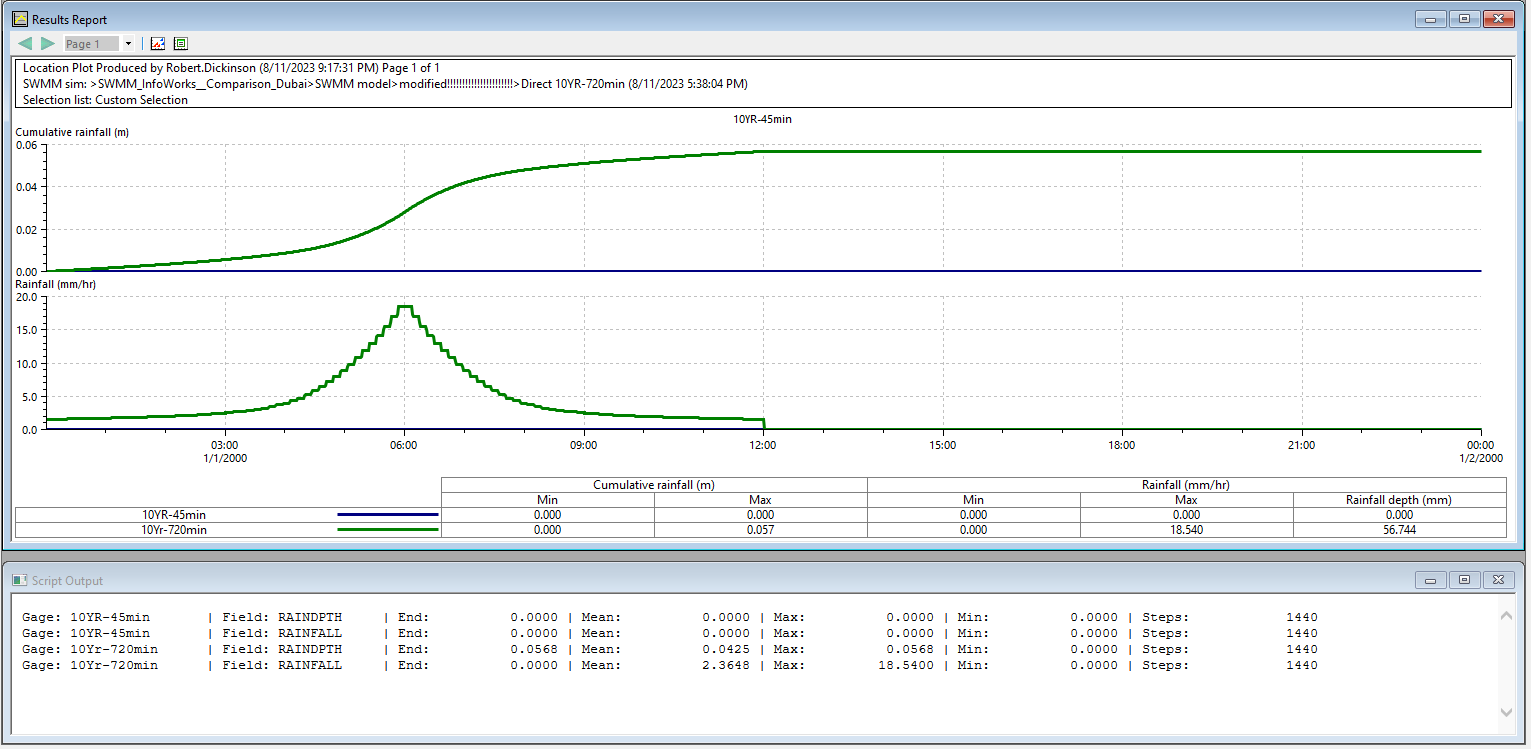 Results Report
Page 1
Location Plot Produced by Robert.Dickinson (8/11/2023 9:17:31 PM) Page 1 of 1
SWMM sim: >SWMM_InfoWorks__Comparison_Dubai>SWMM model>modified!!!!!!!!!!!!!!!!!!!!!!!>Direct 10YR-720min (8/11/2023 5:38:04 PM)
Selection list: Custom Selection
10YR-45min
Cumulative rainfall (m)
0.06
0.04
0.02
0.00
Rainfall (mm/hr)
20.0
15.0
10.0
5.0
0.0
03:00 06:00 09:00 12:00 15:00 18:00 21:00 00:00
1/1/2000 1/2/2000
Cumulative rainfall (m) Rainfall (mm/hr)
Min Max Min Max Rainfall depth (mm)
10YR-45min 0.000 0.000 0.000 0.000 0.000
10Yr-720min 0.000 0.057 0.000 18.540 56.744
Script Output
Gage: 10YR-45min | Field: RAINDPTH | End: 0.0000 | Mean: 0.0000 | Max: 0.0000 | Min: 0.0000 | Steps: 1440
Gage: 10YR-45min | Field: RAINFALL | End: 0.0000 | Mean: 0.0000 | Max: 0.0000 | Min: 0.0000 | Steps: 1440
Gage: 10Yr-720min | Field: RAINDPTH | End: 0.0568 | Mean: 0.0425 | Max: 0.0568 | Min: 0.0000 | Steps: 1440
Gage: 10Yr-720min | Field: RAINFALL | End: 0.0000 | Mean: 2.3648 | Max: 18.5400 | Min: 0.0000 | Steps: 1440